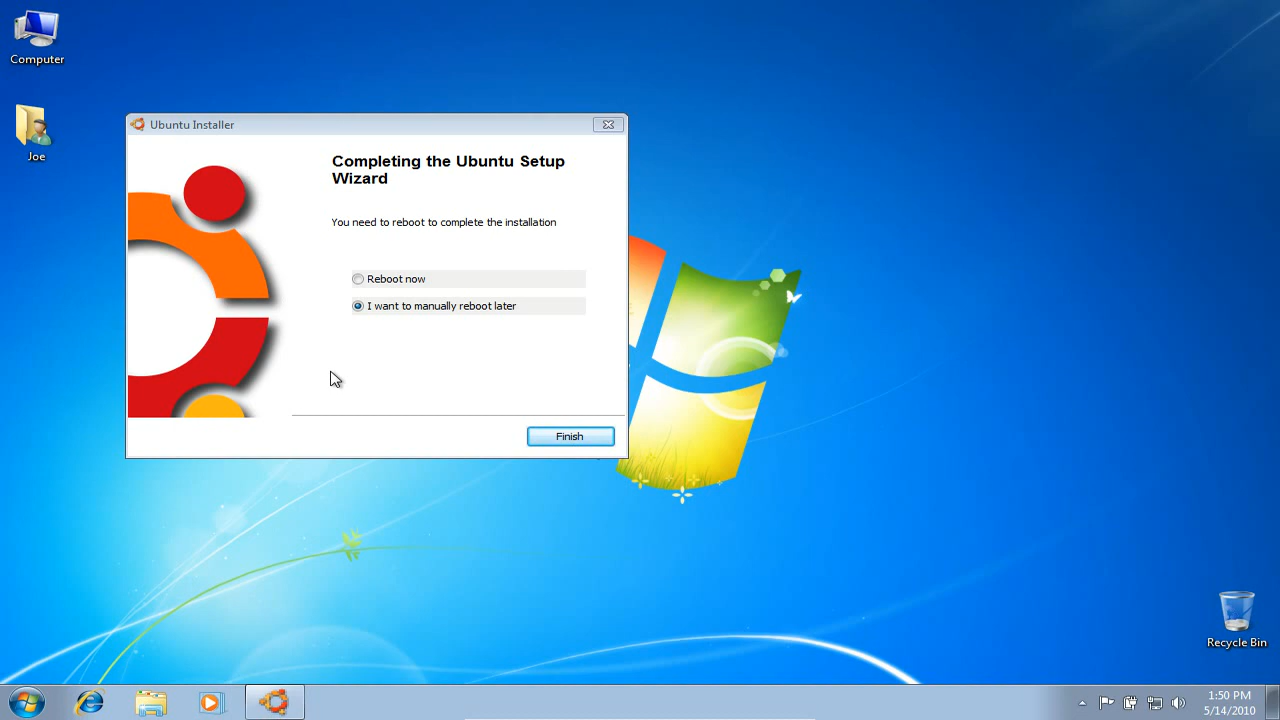 Computer
Joe
Ubuntu Installer
Completing the Ubuntu Setup
Wizard
You need to reboot to complete the installation
Reboot now
I want to manually reboot later
Finish
Recycle Bin
1:50 PM
5/14/2010